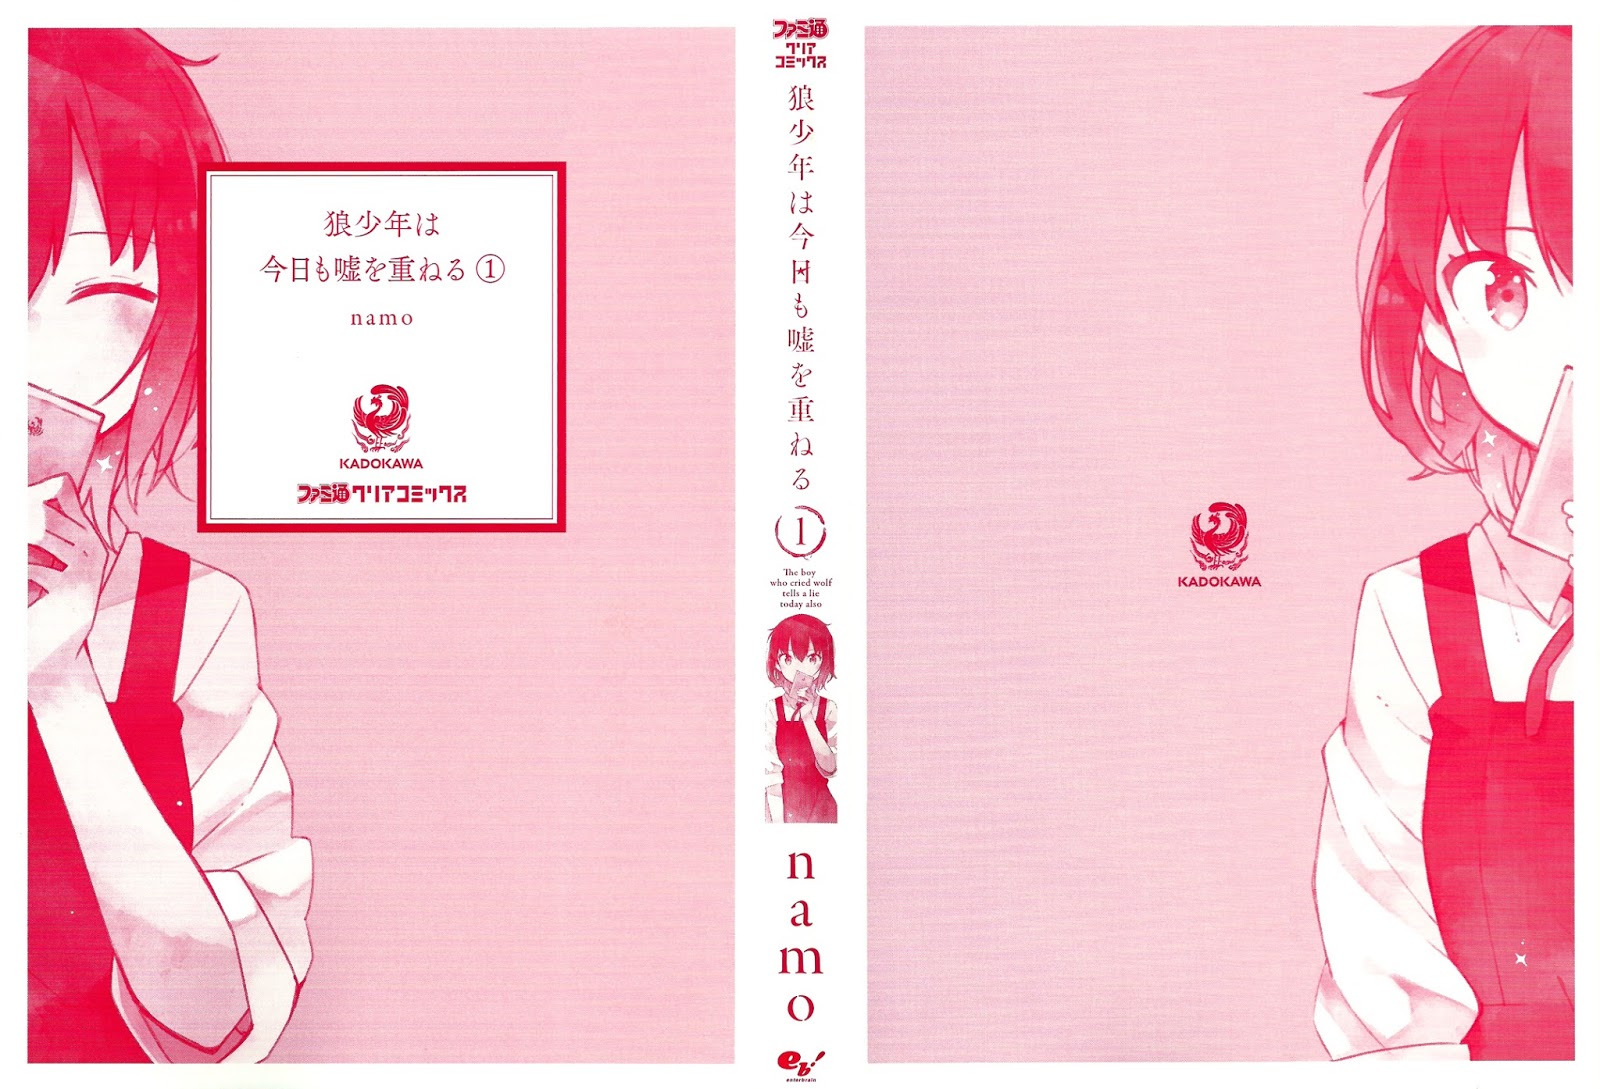 狼少年は
今日も嘘を重ねる①
namo
KADOKAWA
ファミ通クリアコミックス
ファミ通
クリア
コミックス
狼少年は今日も嘘を重ねる
1
The boy
who cried wolf
tells a lie
today also
namo
eb!
enterbrain
KADOKAWA